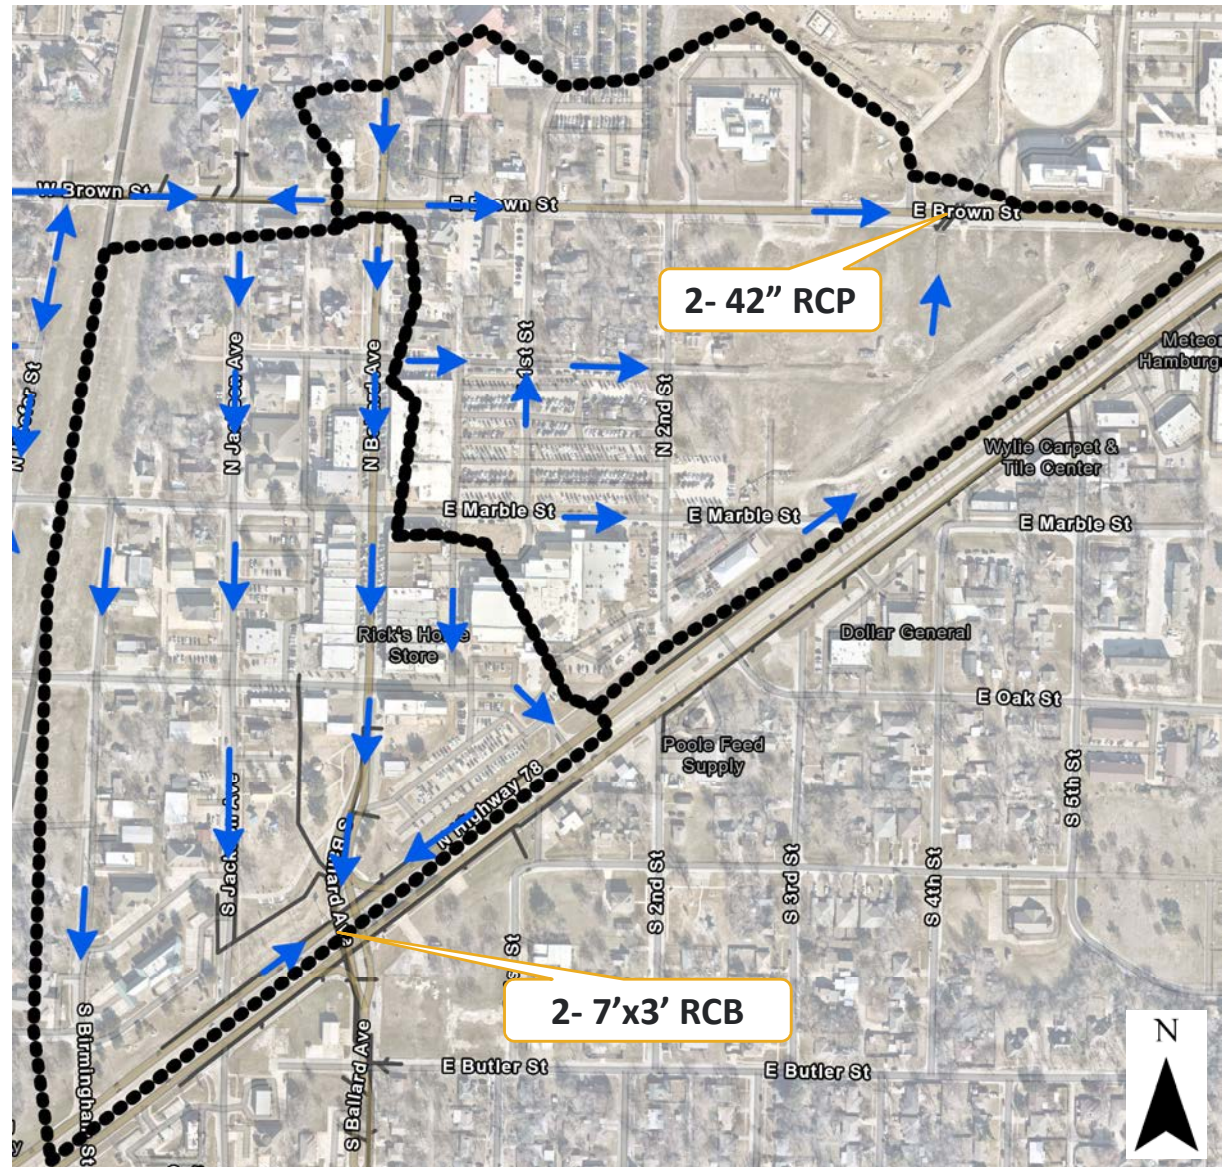 W Brown St
E Brown St
E Brown St
2- 42” RCP
Meteor
Hamburg
1st St
N Jackson Ave
N Ballard Ave
N 2nd St
Wylie Carpet &
Tile Center
E Marble St
E Marble St
E Marble St
Rick's Home
Store
Dollar General
E Oak St
Poole Feed
Supply
N Highway 78
S 5th St
S Jackson Ave
S Ballard Ave
S 2nd St
S 3rd St
S 4th St
2- 7’x3’ RCB
S Birmingham St
S Ballard Ave
E Butler St
E Butler St
N